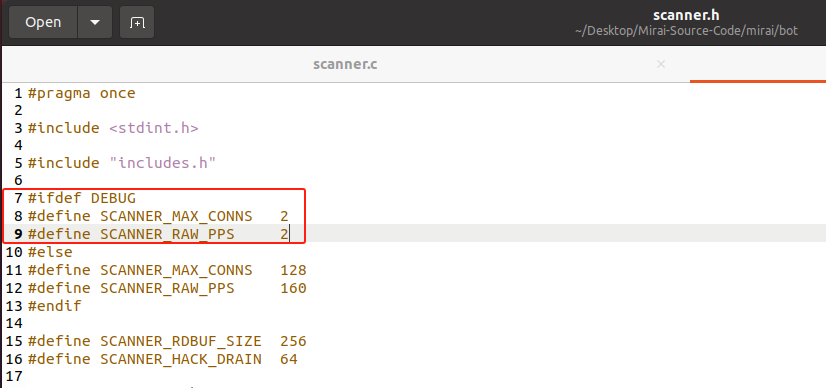 Open
scanner.h
~/Desktop/Mirai-Source-Code/mirai/bot
scanner.c ×
1 #pragma once
2
3 #include <stdint.h>
4
5 #include "includes.h"
6
7 #ifdef DEBUG
8 #define SCANNER_MAX_CONNS   2
9 #define SCANNER_RAW_PPS     2
10 #else
11 #define SCANNER_MAX_CONNS   128
12 #define SCANNER_RAW_PPS     160
13 #endif
14
15 #define SCANNER_RDBUF_SIZE  256
16 #define SCANNER_HACK_DRAIN  64
17